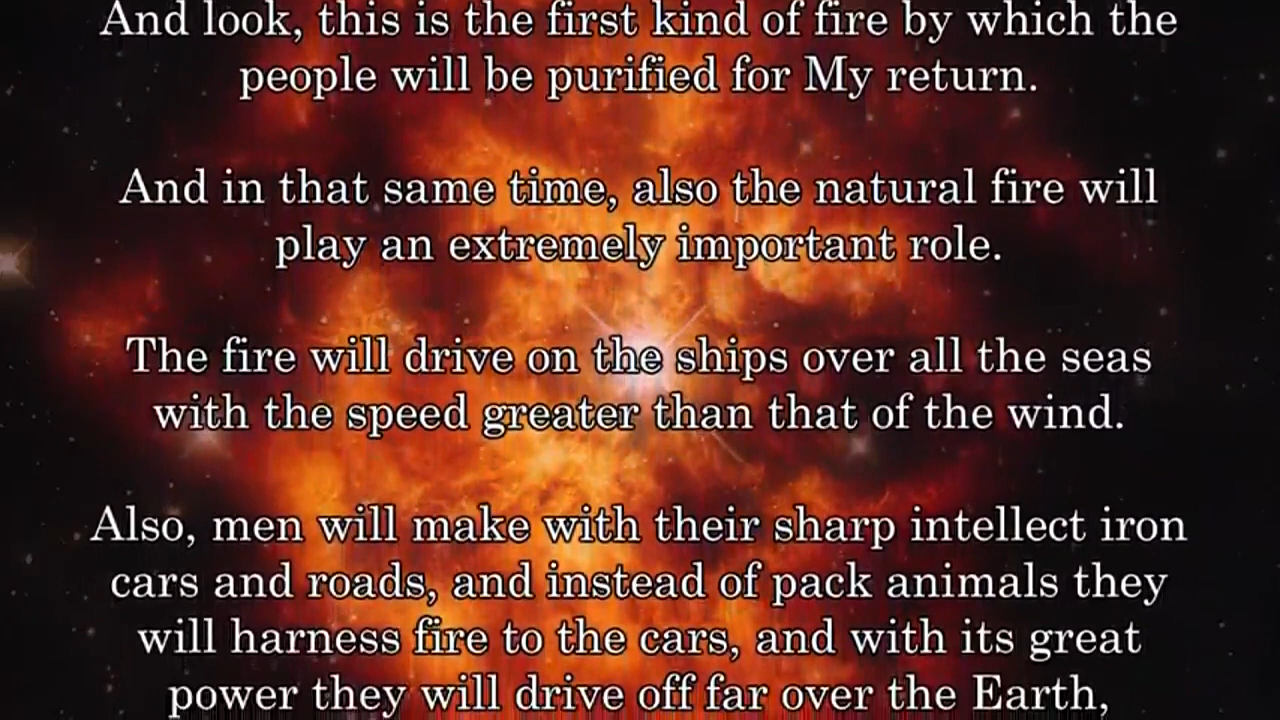 And look, this is the first kind of fire by which the
people will be purified for My return.
And in that same time, also the natural fire will
play an extremely important role.
The fire will drive on the ships over all the seas
with the speed greater than that of the wind.
Also, men will make with their sharp intellect iron
cars and roads, and instead of pack animals they
will harness fire to the cars, and with its great
power they will drive off far over the Earth,